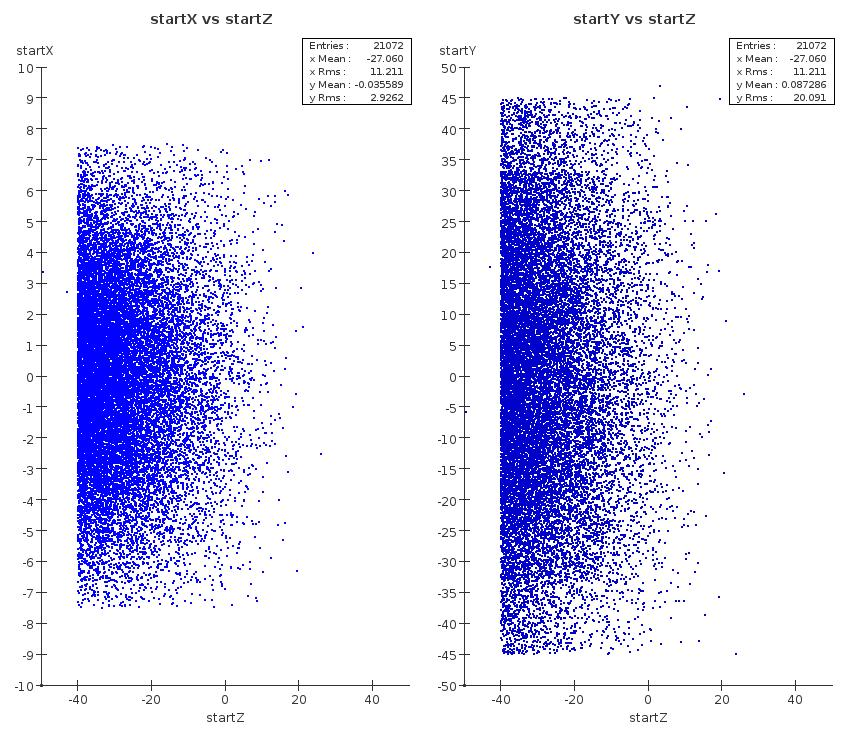 startX vs startZ
startX
Entries : 21072
x Mean : -27.060
x Rms : 11.211
y Mean : -0.035589
y Rms : 2.9262
10
9
8
7
6
5
4
3
2
1
0
-1
-2
-3
-4
-5
-6
-7
-8
-9
-10
-40 -20 0 20 40
startZ
startY vs startZ
startY
Entries : 21072
x Mean : -27.060
x Rms : 11.211
y Mean : 0.087286
y Rms : 20.091
50
45
40
35
30
25
20
15
10
5
0
-5
-10
-15
-20
-25
-30
-35
-40
-45
-50
-40 -20 0 20 40
startZ